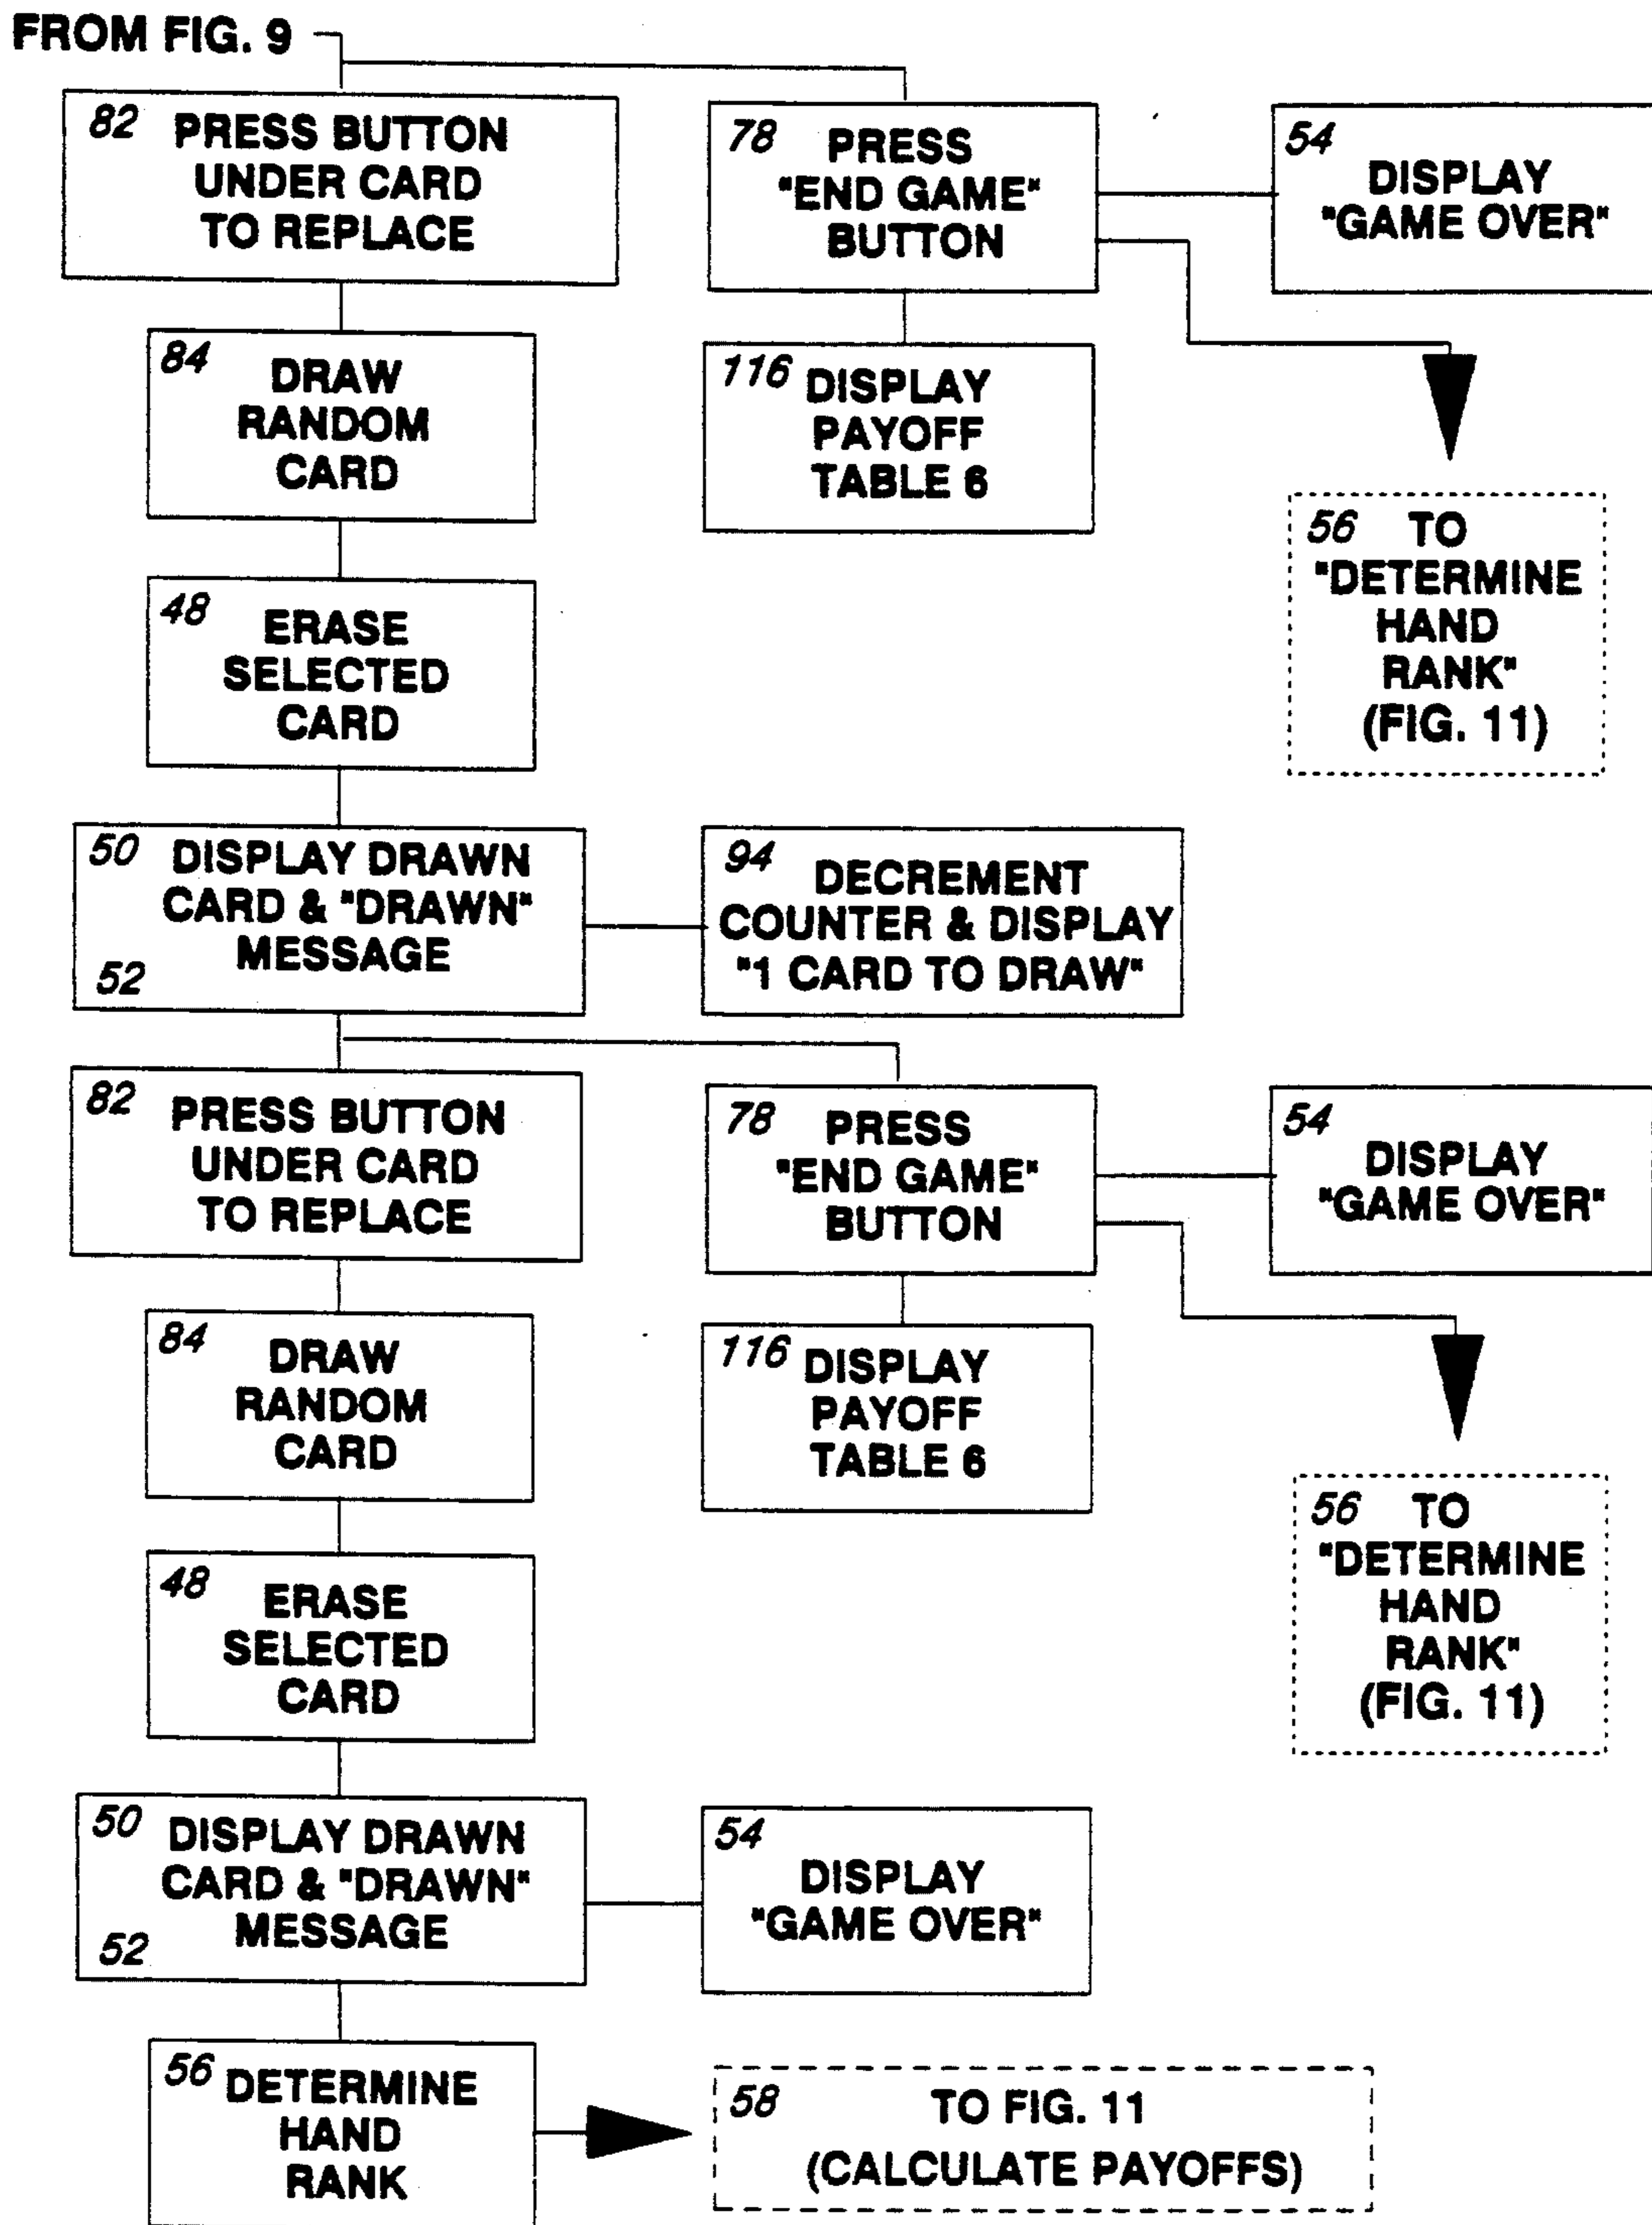 FROM FIG. 9
82 PRESS BUTTON
UNDER CARD
TO REPLACE
78 PRESS
"END GAME"
BUTTON
54
DISPLAY
"GAME OVER"
84
DRAW
RANDOM
CARD
116 DISPLAY
PAYOFF
TABLE 6
56 TO
"DETERMINE
HAND
RANK"
(FIG. 11)
48
ERASE
SELECTED
CARD
50 DISPLAY DRAWN
CARD & "DRAWN"
MESSAGE
52
94
DECREMENT
COUNTER & DISPLAY
"1 CARD TO DRAW"
82 PRESS BUTTON
UNDER CARD
TO REPLACE
78 PRESS
"END GAME"
BUTTON
54
DISPLAY
"GAME OVER"
84
DRAW
RANDOM
CARD
116 DISPLAY
PAYOFF
TABLE 6
56 TO
"DETERMINE
HAND
RANK"
(FIG. 11)
48
ERASE
SELECTED
CARD
50 DISPLAY DRAWN
CARD & "DRAWN"
MESSAGE
52
54
DISPLAY
"GAME OVER"
56 DETERMINE
HAND
RANK
58 TO FIG. 11
(CALCULATE PAYOFFS)